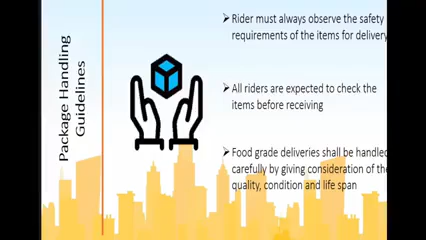 Package Handling
Guidelines
Rider must always observe the safety
requirements of the items for delivery
All riders are expected to check the
items before receiving
Food grade deliveries shall be handled
carefully by giving consideration of the
quality, condition and life span